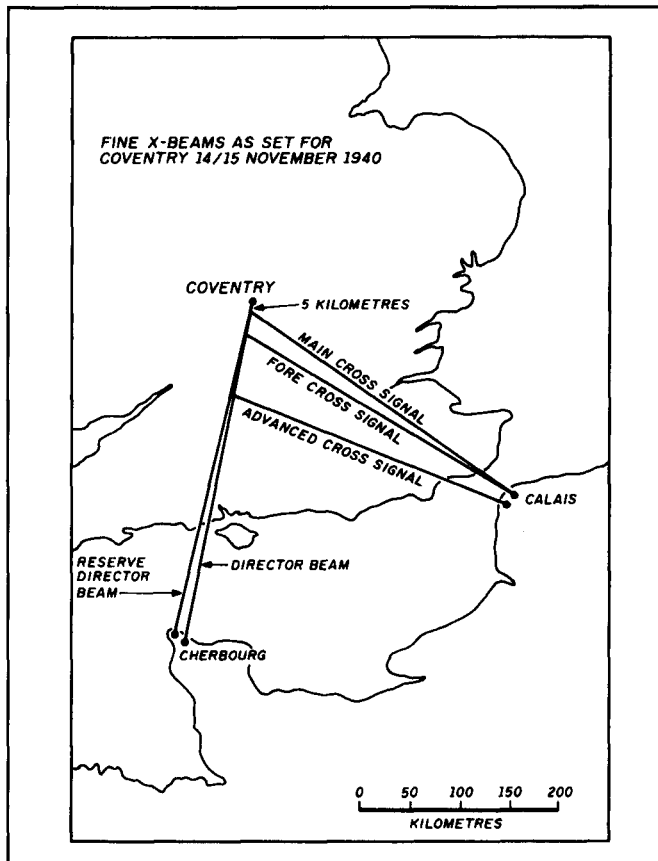 FINE X-BEAMS AS SET FOR
COVENTRY 14/15 NOVEMBER 1940
COVENTRY
5 KILOMETRES
MAIN CROSS SIGNAL
FORE CROSS SIGNAL
ADVANCED CROSS SIGNAL
CALAIS
RESERVE
DIRECTOR
BEAM
DIRECTOR BEAM
CHERBOURG
0 50 100 150 200
KILOMETRES